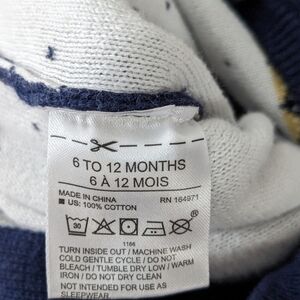 6 TO 12 MONTHS
6 À 12 MOIS
MADE IN CHINA RN 164971
US: 100% COTTON
30
1166
TURN INSIDE OUT / MACHINE WASH
COLD GENTLE CYCLE / DO NOT
BLEACH / TUMBLE DRY LOW / WARM
IRON / DO NOT DRY CLEAN
NOT INTENDED FOR USE AS
SLEEPWEAR